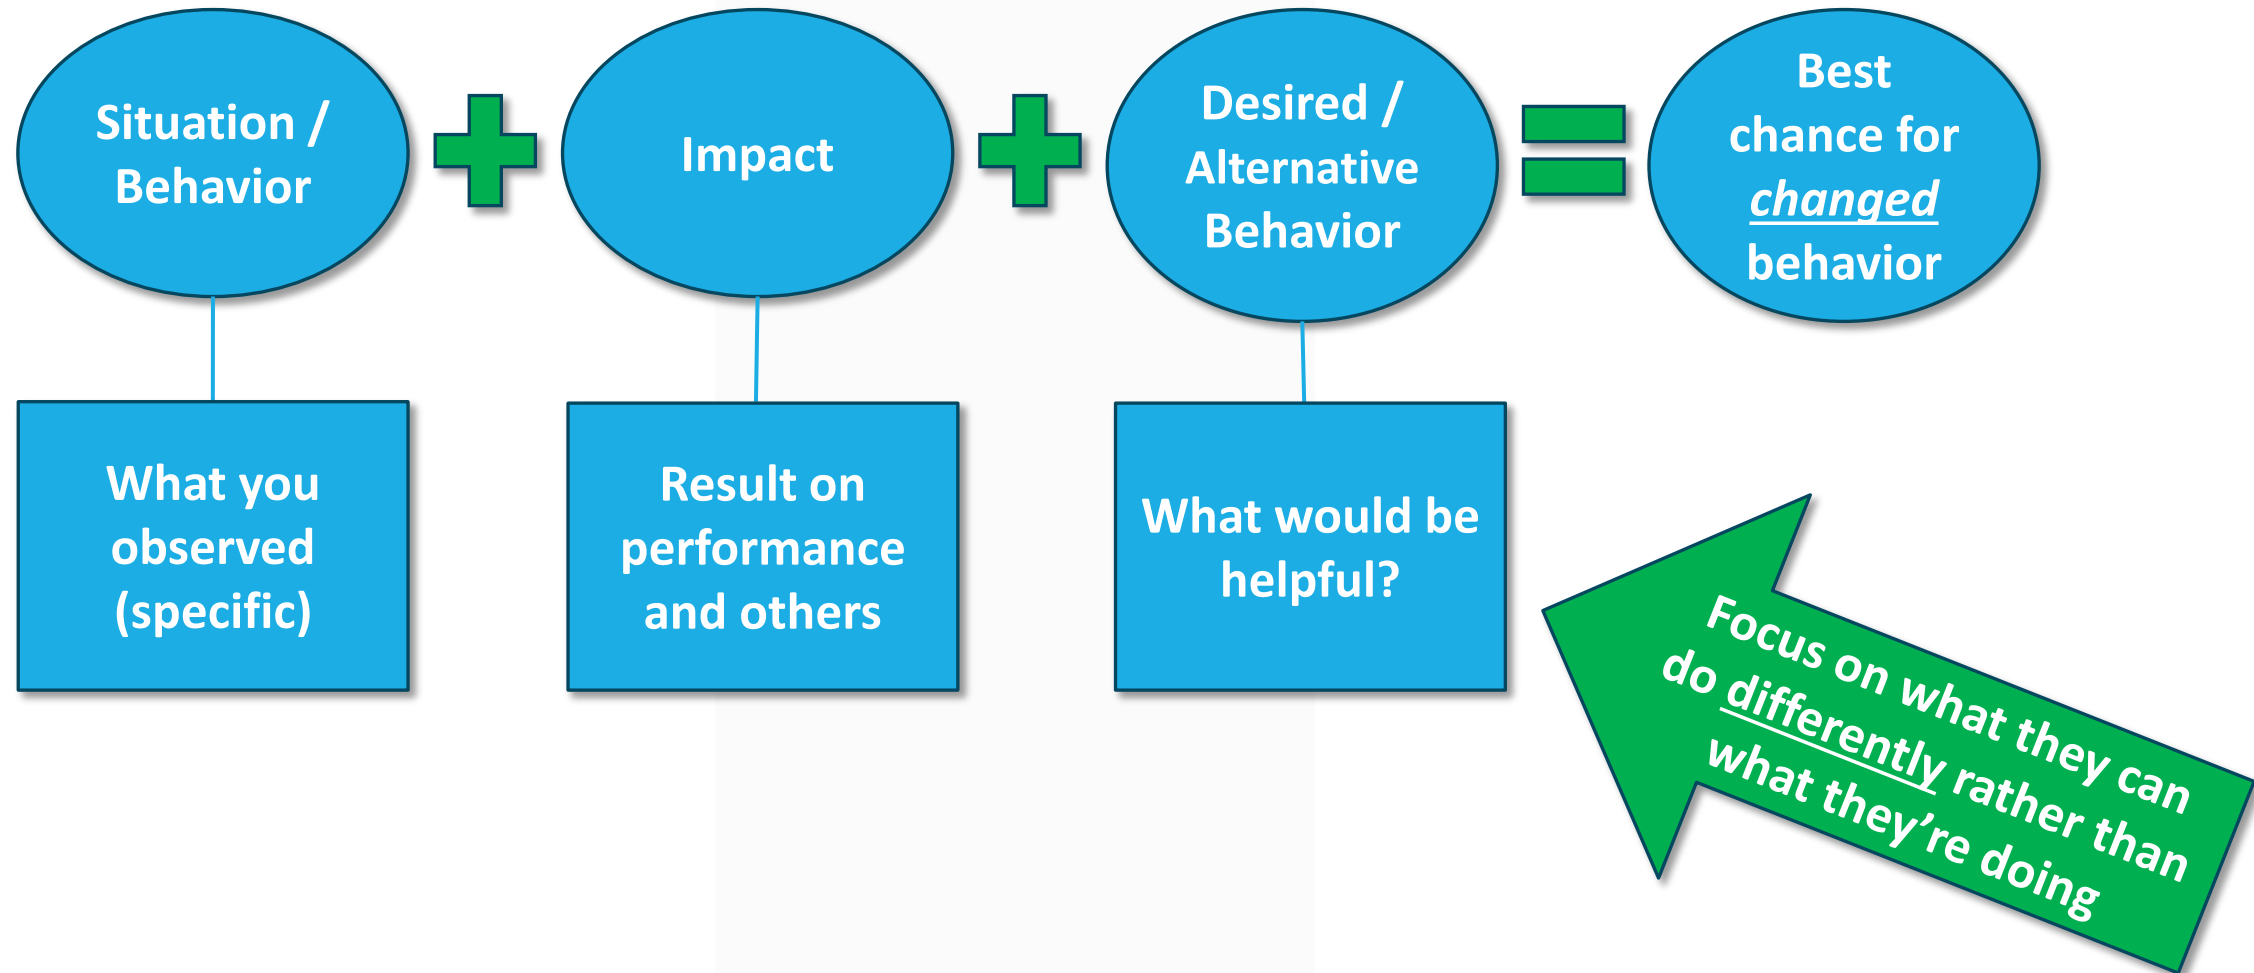 Situation /
Behavior
Impact
Desired /
Alternative
Behavior
Best
chance for
changed
behavior
What you
observed
(specific)
Result on
performance
and others
What would be
helpful?
Focus on what they can
do differently rather than
what they’re doing